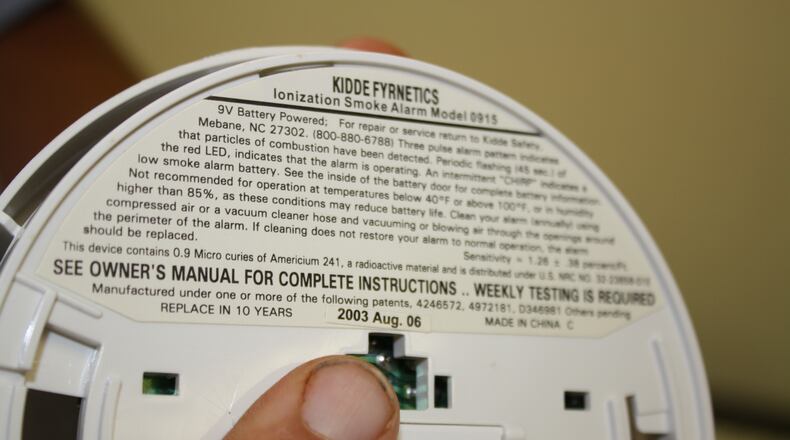 KIDDE FYRNETICS
Ionization Smoke Alarm Model 0915
9V Battery Powered; For repair or service return to Kidde Safety,
Mebane, NC 27302. (800-880-6788) Three pulse alarm pattern indicates
that particles of combustion have been detected. Periodic flashing (45 sec.) of
the red LED, indicates that the alarm is operating. An intermittent "CHIRP" indicates a
low smoke alarm battery. See the inside of the battery door for complete battery information.
Not recommended for operation at temperatures below 40°F or above 100°F, or in humidity
higher than 85%, as these conditions may reduce battery life. Clean your alarm (annually) using
compressed air or a vacuum cleaner hose and vacuuming or blowing air through the openings around
the perimeter of the alarm. If cleaning does not restore your alarm to normal operation, the alarm
should be replaced. Sensitivity = 1.28 ± .38 percent/Ft.
This device contains 0.9 Micro curies of Americium 241, a radioactive material and is distributed under U.S. NRC NO.
SEE OWNER'S MANUAL FOR COMPLETE INSTRUCTIONS .. WEEKLY TESTING IS REQUIRED
Manufactured under one or more of the following patents, 4246572, 4972181, D346981 Others pending
REPLACE IN 10 YEARS 2003 Aug. 06 MADE IN CHINA C